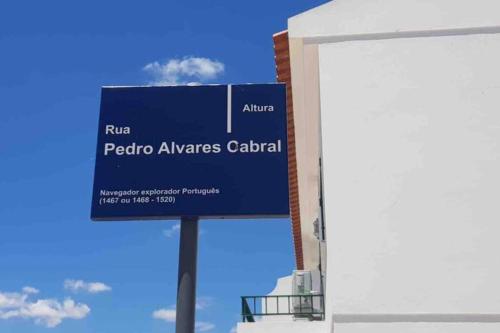 Altura
Rua
Pedro Alvares Cabral
Navegador explorador Português
(1467 ou 1468 - 1520)